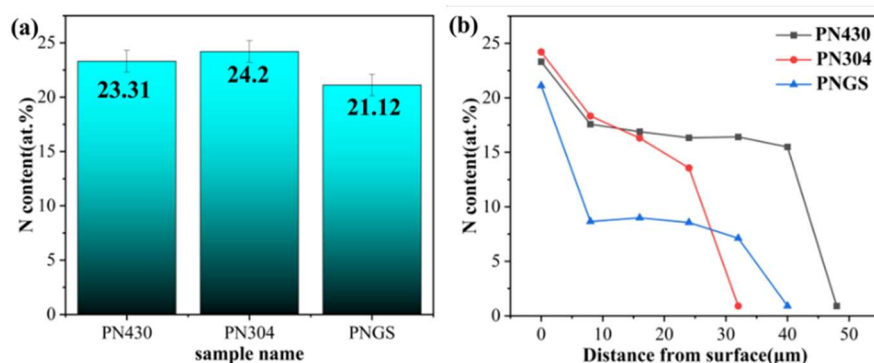 (a)
N content(at.%)
25
20
15
10
5
0
23.31
24.2
21.12
PN430
PN304
PNGS
sample name
(b)
N content(at.%)
25
20
15
10
5
0
PN430
PN304
PNGS
0
10
20
30
40
50
Distance from surface(μm)